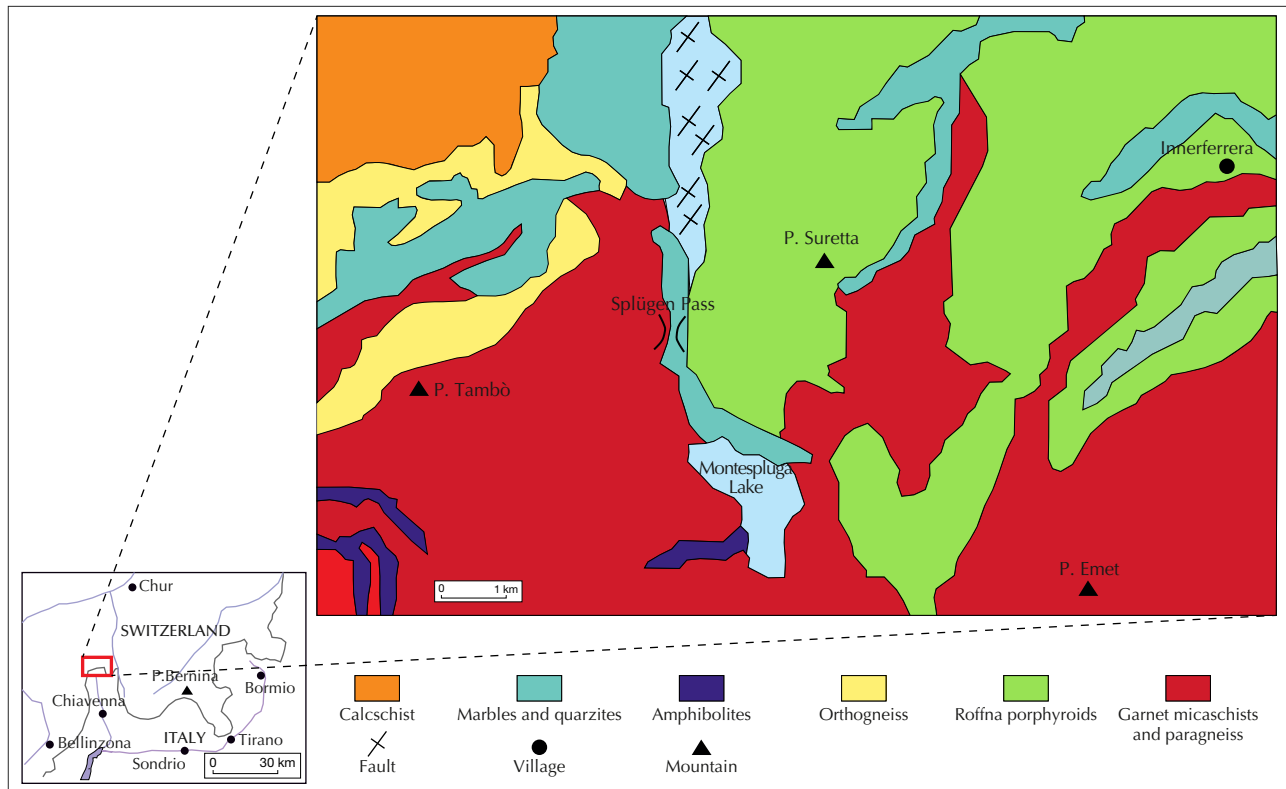 Innerferrera
P. Suretta
Splügen Pass
P. Tambò
Montespluga
Lake
P. Emet
0 1 km
Chur
SWITZERLAND
P.Bernina
Bormio
Chiavenna
Bellinzona
ITALY
Tirano
Sondrio
0 30 km
Calcschist
Marbles and quarzites
Amphibolites
Orthogneiss
Roffna porphyroids
Garnet micaschists
and paragneiss
Fault
Village
Mountain